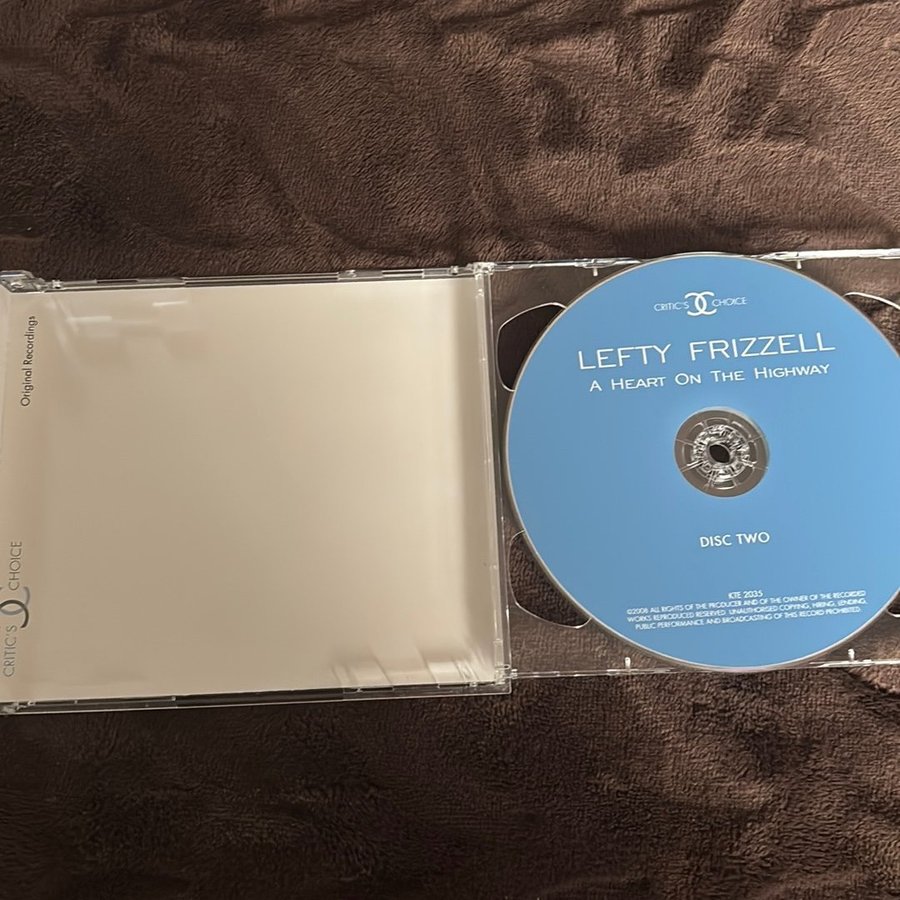 Original Recordings
CRITIC'S CHOICE
CRITIC'S CHOICE
LEFTY FRIZZELL
A HEART ON THE HIGHWAY
DISC TWO
KTE 2035
©2008 ALL RIGHTS OF THE PRODUCER AND OF THE OWNER OF THE RECORDED
WORKS REPRODUCED RESERVED. UNAUTHORISED COPYING, HIRING, LENDING,
PUBLIC PERFORMANCE AND BROADCASTING OF THIS RECORD PROHIBITED.